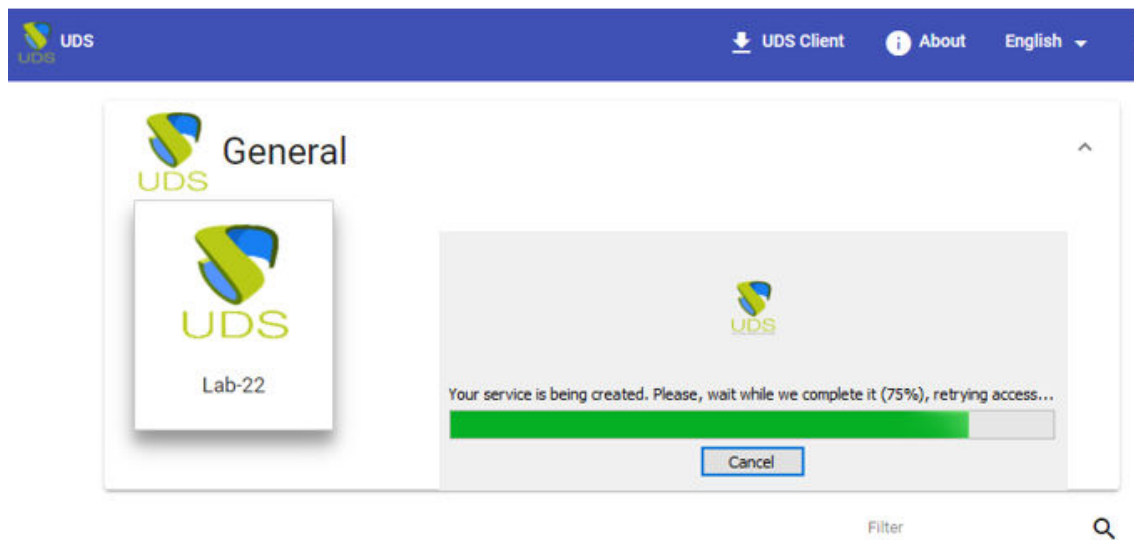 UDS
UDS
UDS Client
About
English
UDS
General
UDS
Lab-22
UDS
Your service is being created. Please, wait while we complete it (75%), retrying access...
Cancel
Filter